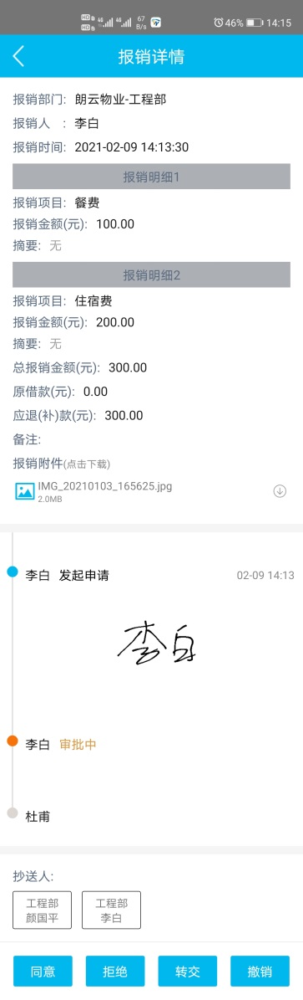 HD 4G 4G 67 B/s 46% 14:15
报销详情
报销部门: 朗云物业-工程部
报销人 : 李白
报销时间: 2021-02-09 14:13:30
报销明细1
报销项目: 餐费
报销金额(元): 100.00
摘要: 无
报销明细2
报销项目: 住宿费
报销金额(元): 200.00
摘要: 无
总报销金额(元): 300.00
原借款(元): 0.00
应退(补)款(元): 300.00
备注:
报销附件(点击下载)
IMG_20210103_165625.jpg
2.0MB
李白 发起申请 02-09 14:13
李白
李白 审批中
杜甫
抄送人:
工程部 工程部
颜国平 李白
同意 拒绝 转交 撤销